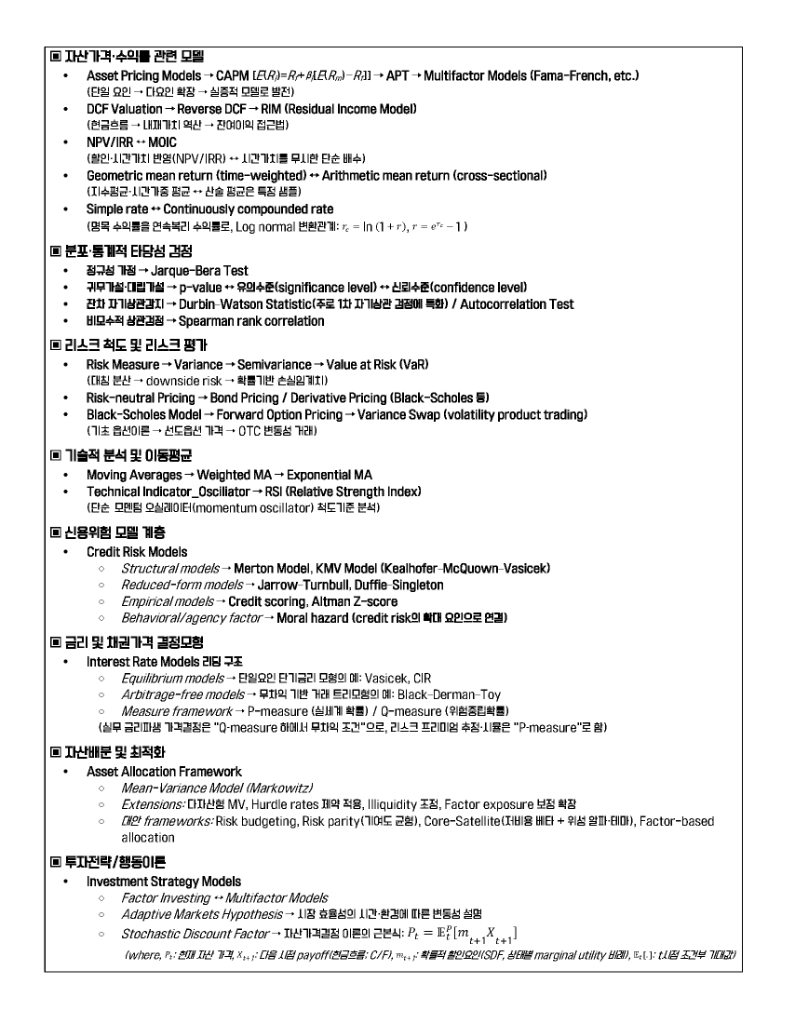 ▣ 자산가격·수익률 관련 모델
• Asset Pricing Models → CAPM [E(Rᵢ)=R_f+βᵢ[E(Rₘ)−R_f]] → APT → Multifactor Models (Fama-French, etc.)
(단일 요인 → 다요인 확장 → 실증적 모델로 발전)
• DCF Valuation → Reverse DCF → RIM (Residual Income Model)
(현금흐름 → 내재가치 역산 → 잔여이익 접근법)
• NPV/IRR ↔ MOIC
(할인·시간가치 반영(NPV/IRR) ↔ 시간가치를 무시한 단순 배수)
• Geometric mean return (time-weighted) ↔ Arithmetic mean return (cross-sectional)
(지수평균·시간가중 평균 ↔ 산술 평균은 특정 샘플)
• Simple rate ↔ Continuously compounded rate
(명목 수익률을 연속복리 수익률로, Log normal 변환관계: r_c = ln (1 + r), r = e^{r_c} − 1 )
▣ 분포·통계적 타당성 검정
• 정규성 가정 → Jarque-Bera Test
• 귀무가설·대립가설 → p-value ↔ 유의수준(significance level) ↔ 신뢰수준(confidence level)
• 잔차 자기상관감지 → Durbin-Watson Statistic(주로 1차 자기상관 검정에 특화) / Autocorrelation Test
• 비모수적 상관검정 → Spearman rank correlation
▣ 리스크 척도 및 리스크 평가
• Risk Measure → Variance → Semivariance → Value at Risk (VaR)
(대칭 분산 → downside risk → 확률기반 손실임계치)
• Risk-neutral Pricing → Bond Pricing / Derivative Pricing (Black-Scholes 등)
• Black-Scholes Model → Forward Option Pricing → Variance Swap (volatility product trading)
(기초 옵션이론 → 선도옵션 가격 → OTC 변동성 거래)
▣ 기술적 분석 및 이동평균
• Moving Averages → Weighted MA → Exponential MA
• Technical Indicator_Osciliator → RSI (Relative Strength Index)
(단순 모멘텀 오실레이터(momentum oscillator) 척도기준 분석)
▣ 신용위험 모델 계층
• Credit Risk Models
○ Structural models → Merton Model, KMV Model (Kealhofer-McQuown-Vasicek)
○ Reduced-form models → Jarrow-Turnbull, Duffie-Singleton
○ Empirical models → Credit scoring, Altman Z-score
○ Behavioral/agency factor → Moral hazard (credit risk의 확대 요인으로 연결)
▣ 금리 및 채권가격 결정모형
• Interest Rate Models 리딩 구조
○ Equilibrium models → 단일요인 단기금리 모형의 예: Vasicek, CIR
○ Arbitrage-free models → 무차익 기반 거래 트리모형의 예: Black-Derman-Toy
○ Measure framework → P-measure (실세계 확률) / Q-measure (위험중립확률)
(실무 금리파생 가격결정은 "Q-measure 하에서 무차익 조건"으로, 리스크 프리미엄 추정·시뮬은 "P-measure"로 함)
▣ 자산배분 및 최적화
• Asset Allocation Framework
○ Mean-Variance Model (Markowitz)
○ Extensions: 다자산형 MV, Hurdle rates 제약 적용, Illiquidity 조정, Factor exposure 보정 확장
○ 대안 frameworks: Risk budgeting, Risk parity(기여도 균형), Core-Satellite(저비용 베타 + 위성 알파·테마), Factor-based
allocation
▣ 투자전략/행동이론
• Investment Strategy Models
○ Factor Investing ↔ Multifactor Models
○ Adaptive Markets Hypothesis → 시장 효율성의 시간·환경에 따른 변동성 설명
○ Stochastic Discount Factor → 자산가격결정 이론의 근본식: P_t = 𝔼_t^P[m_{t+1}X_{t+1}]
(where, P_t: 현재 자산 가격, X_{t+1}: 다음 시점 payoff(현금흐름; C/F), m_{t+1}: 확률적 할인요인(SDF, 상태별 marginal utility 비례), 𝔼_t[.]: t시점 조건부 기대값)